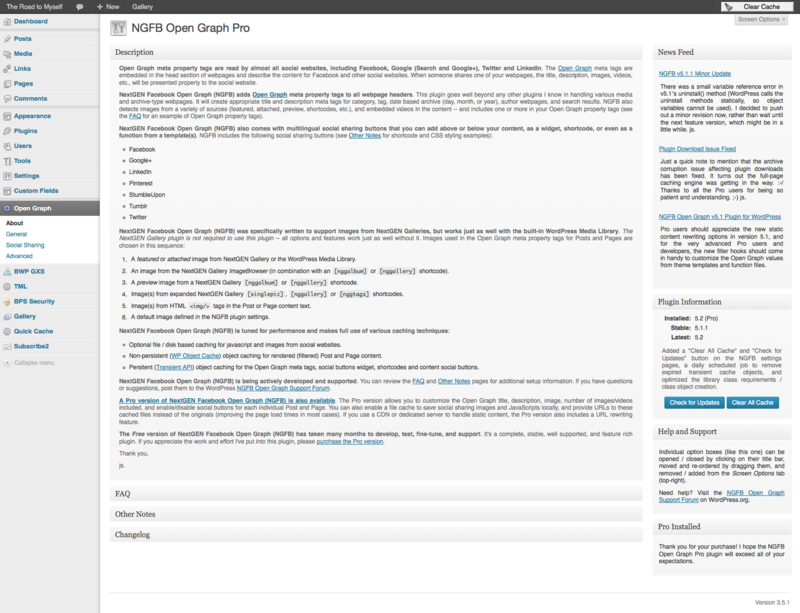 The Road to Myself + New Gallery Clear Cache
Screen Options
Dashboard
Posts
Media
Links
Pages
Comments
Appearance
Plugins
Users
Tools
Settings
Custom Fields
Open Graph
About
General
Social Sharing
Advanced
BWP GXS
TML
BPS Security
Gallery
Quick Cache
Subscribe2
Collapse menu
NGFB Open Graph Pro
Description
Open Graph meta property tags are read by almost all social websites, including Facebook, Google (Search and Google+), Twitter and LinkedIn. The Open Graph meta tags are
embedded in the head section of webpages and describe the content for Facebook and other social websites. When someone shares one of your webpages, the title, description, images, videos,
etc., will be presented properly to the social website.
NextGEN Facebook Open Graph (NGFB) adds Open Graph meta property tags to all webpage headers. This plugin goes well beyond any other plugins I know in handling various media
and archive-type webpages. It will create appropriate title and description meta tags for category, tag, date based archive (day, month, or year), author webpages, and search results. NGFB also
detects images from a variety of sources (featured, attached, preview, shortcodes, etc.), and embedded videos in the content -- and includes one or more in your Open Graph property tags (see
the FAQ for an example of Open Graph property tags).
NextGEN Facebook Open Graph (NGFB) also comes with multilingual social sharing buttons that you can add above or below your content, as a widget, shortcode, or even as a
function from a template(s). NGFB includes the following social sharing buttons (see Other Notes for shortcode and CSS styling examples):
Facebook
Google+
LinkedIn
Pinterest
StumbleUpon
Tumblr
Twitter
NextGEN Facebook Open Graph (NGFB) was specifically written to support images from NextGEN Galleries, but works just as well with the built-in WordPress Media Library. The
NextGEN Gallery plugin is not required to use this plugin -- all options and features work just as well without it. Images used in the Open Graph meta property tags for Posts and Pages are
chosen in this sequence:
1. A featured or attached image from NextGEN Gallery or the WordPress Media Library.
2. An image from the NextGEN Gallery ImageBrowser (in combination with an [nggalbum] or [nggallery] shortcode).
3. A preview image from a NextGEN Gallery [nggalbum] or [nggallery] shortcode.
4. Image(s) from expanded NextGEN Gallery [singlepic], [nggallery] or [nggtags] shortcodes.
5. Image(s) from HTML <img/> tags in the Post or Page content text.
6. A default image defined in the NGFB plugin settings.
NextGEN Facebook Open Graph (NGFB) is tuned for performance and makes full use of various caching techniques:
Optional file / disk based caching for javascript and images from social websites.
Non-persistent (WP Object Cache) object caching for rendered (filtered) Post and Page content.
Persitent (Transient API) object caching for the Open Graph meta tags, social buttons widget, shortcodes and content social buttons.
NextGEN Facebook Open Graph (NGFB) is being actively developed and supported. You can review the FAQ and Other Notes pages for additional setup information. If you have questions
or suggestions, post them to the WordPress NGFB Open Graph Support Forum.
A Pro version of NextGEN Facebook Open Graph (NGFB) is also available. The Pro version allows you to customize the Open Graph title, description, image, number of images/videos
included, and enable/disable social buttons for each individual Post and Page. You can also enable a file cache to save social sharing images and JavaScripts locally, and provide URLs to these
cached files instead of the originals (improving the page load times in most cases). If you use a CDN or dedicated server to handle static content, the Pro version also includes a URL rewriting
feature.
The Free version of NextGEN Facebook Open Graph (NGFB) has taken many months to develop, test, fine-tune, and support. It's a complete, stable, well supported, and feature rich
plugin. If you appreciate the work and effort I've put into this plugin, please purchase the Pro version.
Thank you,
js.
FAQ
Other Notes
Changelog
News Feed
NGFB v5.1.1 Minor Update
There was a small variable reference error in
v5.1's uninstall() method (WordPress calls the
uninstall methods statically, so object
variables cannot be used). I decided to push
out a minor revision now, rather than wait until
the next feature version, which might be in a
little while. js.
Plugin Download Issue Fixed
Just a quick note to mention that the archive
corruption issue affecting plugin downloads
has been fixed. It turns out the full-page
caching engine was getting in the way. :-/
Thanks to all the Pro users for being so
patient and understanding. ;-) js.
NGFB Open Graph v5.1 Plugin for WordPress
Pro users should appreciate the new static
content rewriting options in version 5.1, and
for the very advanced Pro users and
developers, the new filter hooks should come
in handy to customize the Open Graph values
from theme templates and function files.
Plugin Information
Installed: 5.2 (Pro)
Stable: 5.1.1
Latest: 5.2
Added a "Clear All Cache" and "Check for
Updates" button on the NGFB settings
pages, a daily scheduled job to remove
expired transient cache objects, and
optimized the library class requirements /
class object creation.
Check for Updates Clear All Cache
Help and Support
Individual option boxes (like this one) can be
opened / closed by clicking on their title bar,
moved and re-ordered by dragging them, and
removed / added from the Screen Options tab
(top-right).
Need help? Visit the NGFB Open Graph
Support Forum on WordPress.org.
Pro Installed
Thank you for your purchase! I hope the NGFB
Open Graph Pro plugin will exceed all of your
expectations.
Version 3.5.1